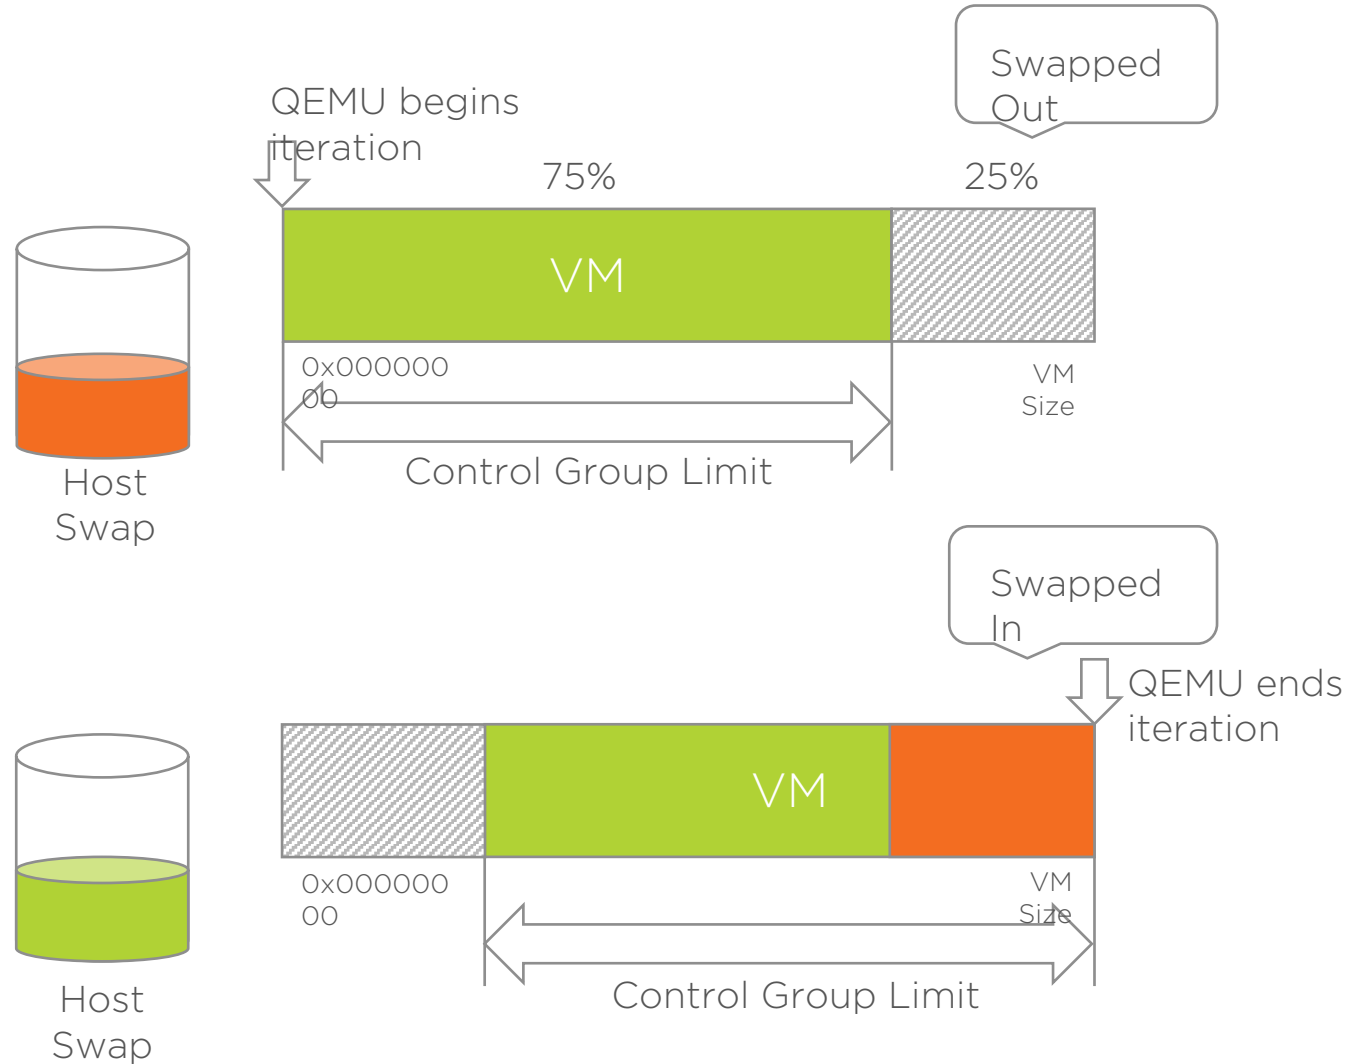 Swapped
Out
QEMU begins
iteration
75%
25%
VM
0x000000
00
VM
Size
Control Group Limit
Host
Swap
Swapped
In
QEMU ends
iteration
VM
0x000000
00
VM
Size
Control Group Limit
Host
Swap